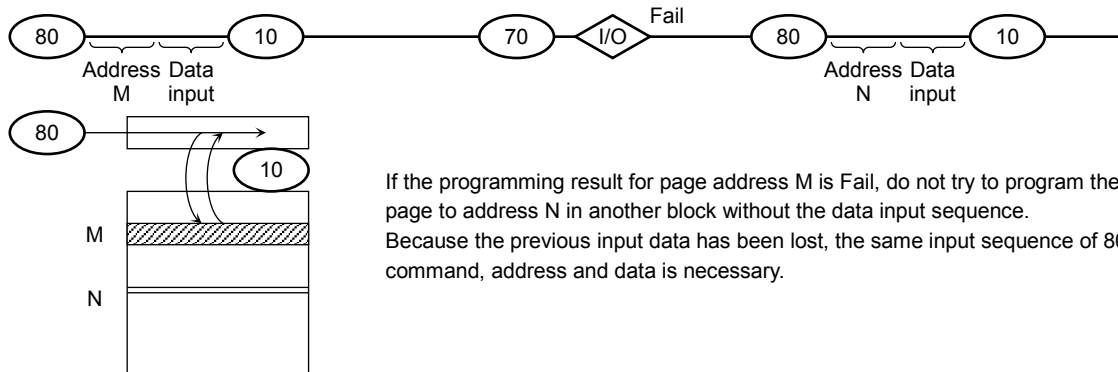 Fail
80
10
70
I/O
80
10
Address
M
Data
input
Address
N
Data
input
80
10
M
N
If the programming result for page address M is Fail, do not try to program the
page to address N in another block without the data input sequence.
Because the previous input data has been lost, the same input sequence of
command, address and data is necessary.